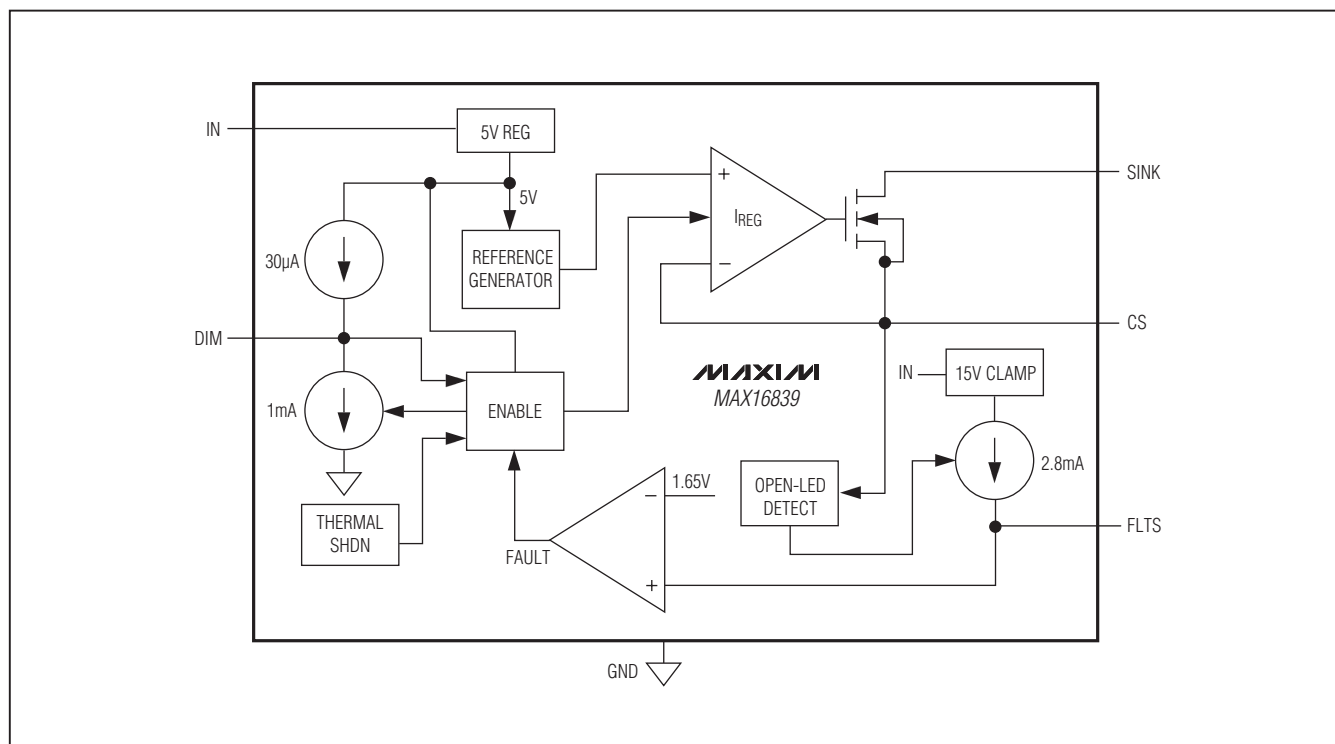 IN
5V REG
5V
30µA
REFERENCE
GENERATOR
+
IREG
−
SINK
DIM
CS
1mA
ENABLE
MAXIM
MAX16839
IN
15V CLAMP
2.8mA
THERMAL
SHDN
FAULT
−
1.65V
+
OPEN-LED
DETECT
FLTS
GND